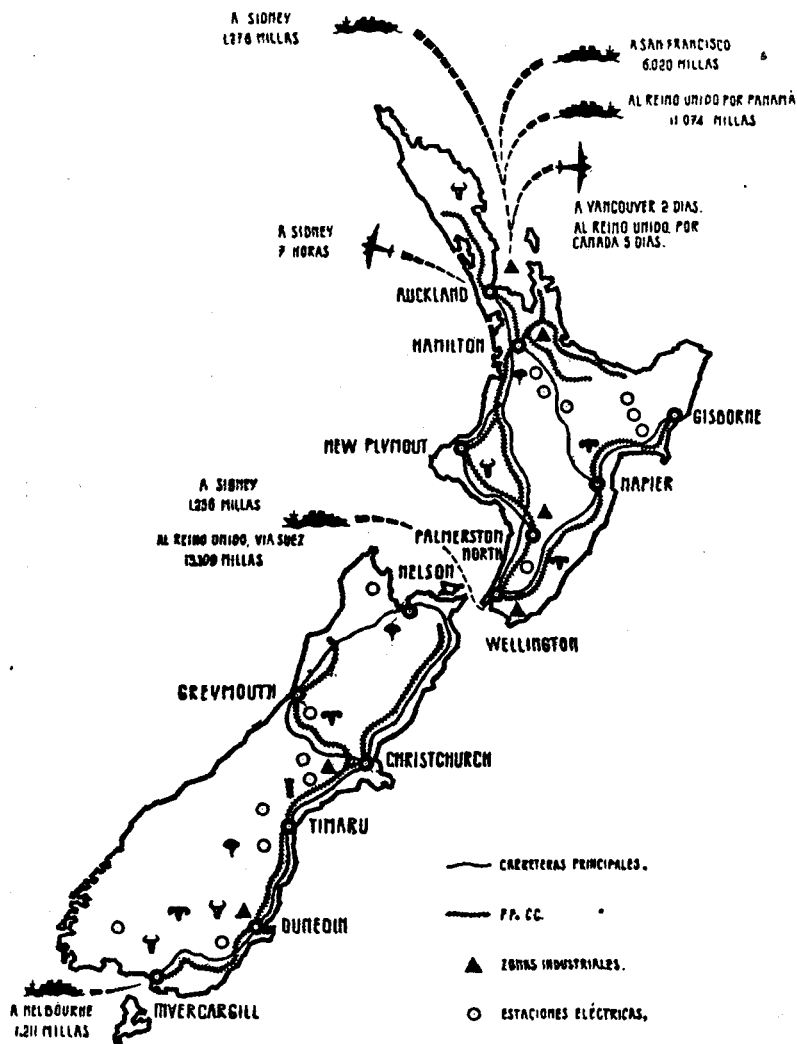 A SIDNEY
1.276 MILLAS
A SAN FRANCISCO
6.020 MILLAS
AL REINO UNIDO POR PANAMÁ
11.074 MILLAS
A VANCOUVER 2 DIAS.
AL REINO UNIDO POR
CANADA 5 DIAS.
A SIDNEY
7 HORAS
AUCKLAND
HAMILTON
GISBORNE
NEW PLYMOUT
NAPIER
A SIDNEY
1.236 MILLAS
AL REINO UNIDO, VIA SUEZ
13.109 MILLAS
PALMERSTON
NORTH
NELSON
WELLINGTON
GREYMOUTH
CHRISTCHURCH
TIMARU
CARRETERAS PRINCIPALES.
FF. CC.
DUNEDIN
ZONAS INDUSTRIALES.
A MELBOURNE
1.211 MILLAS
INVERCARGILL
ESTACIONES ELÉCTRICAS,